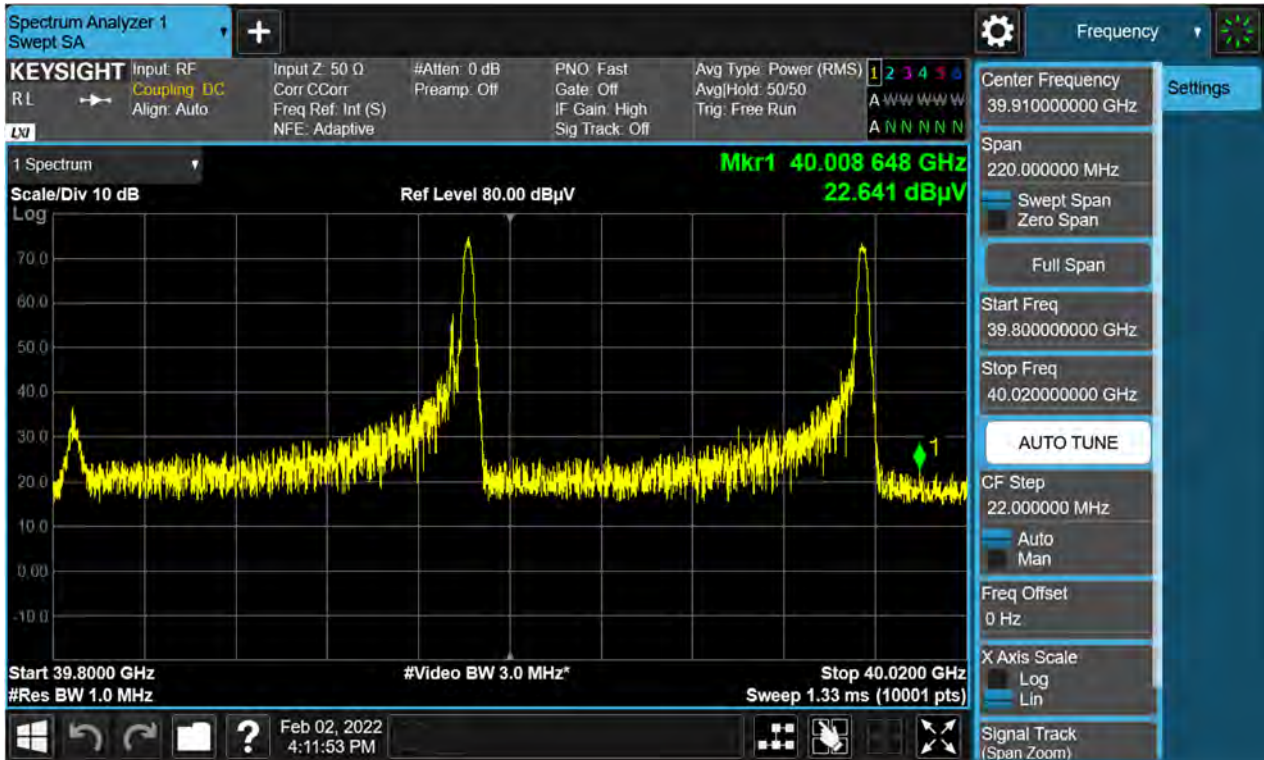 Spectrum Analyzer 1
Swept SA
+
Frequency
KEYSIGHT
RL
LXI
Input: RF
Coupling: DC
Align: Auto
Input Z: 50 Ω
Corr CCorr
Freq Ref: Int (S)
NFE: Adaptive
#Atten: 0 dB
Preamp: Off
PNO: Fast
Gate: Off
IF Gain: High
Sig Track: Off
Avg Type: Power (RMS)
Avg|Hold: 50/50
Trig: Free Run
1 2 3 4 5 6
A W W W W W
A N N N N N
1 Spectrum
Scale/Div 10 dB
Ref Level 80.00 dBµV
Mkr1 40.008 648 GHz
22.641 dBµV
Log
70.0
60.0
50.0
40.0
30.0
20.0
10.0
0.00
-10.0
1
Start 39.8000 GHz
#Video BW 3.0 MHz*
Stop 40.0200 GHz
#Res BW 1.0 MHz
Sweep 1.33 ms (10001 pts)
Center Frequency
39.910000000 GHz
Settings
Span
220.000000 MHz
Swept Span
Zero Span
Full Span
Start Freq
39.800000000 GHz
Stop Freq
40.020000000 GHz
AUTO TUNE
CF Step
22.000000 MHz
Auto
Man
Freq Offset
0 Hz
X Axis Scale
Log
Lin
Signal Track
(Span Zoom)
?
Feb 02, 2022
4:11:53 PM